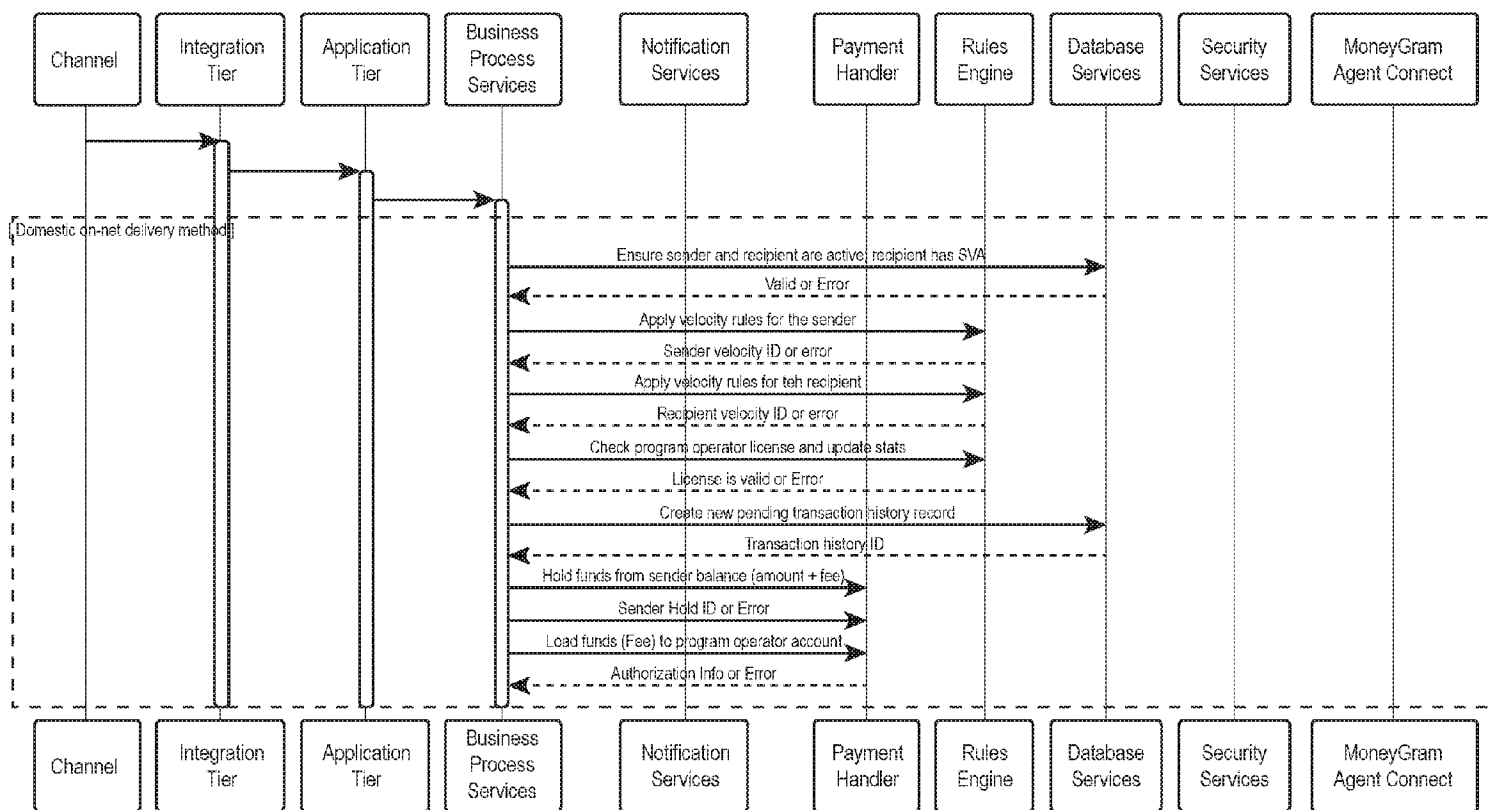 Channel
Integration
Tier
Application
Tier
Business
Process
Services
Notification
Services
Payment
Handler
Rules
Engine
Database
Services
Security
Services
MoneyGram
Agent Connect
[ Domestic on-net delivery method ]
Ensure sender and recipient are active; recipient has SVA
Valid or Error
Apply velocity rules for the sender
Sender velocity ID or error
Apply velocity rules for teh recipient
Recipient velocity ID or error
Check program operator license and update stats
License is valid or Error
Create new pending transaction history record
Transaction history ID
Hold funds from sender balance (amount + fee)
Sender Hold ID or Error
Load funds (Fee) to program operator account
Authorization Info or Error
Channel
Integration
Tier
Application
Tier
Business
Process
Services
Notification
Services
Payment
Handler
Rules
Engine
Database
Services
Security
Services
MoneyGram
Agent Connect